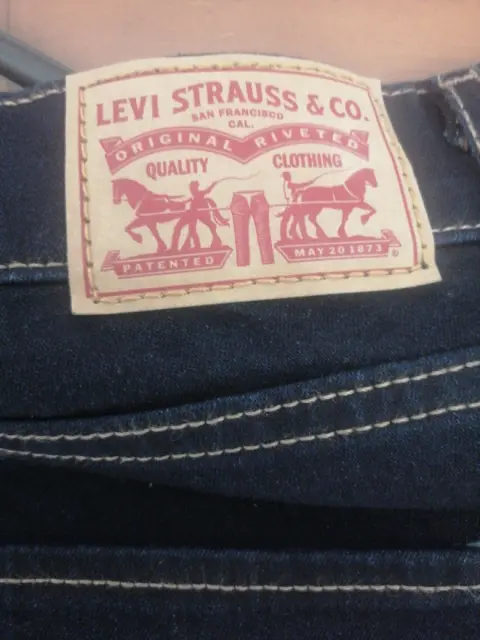 LEVI STRAUSS & CO.
SAN FRANCISCO
CAL.
ORIGINAL RIVETED
QUALITY CLOTHING
PATENTED MAY 20 1873 ®